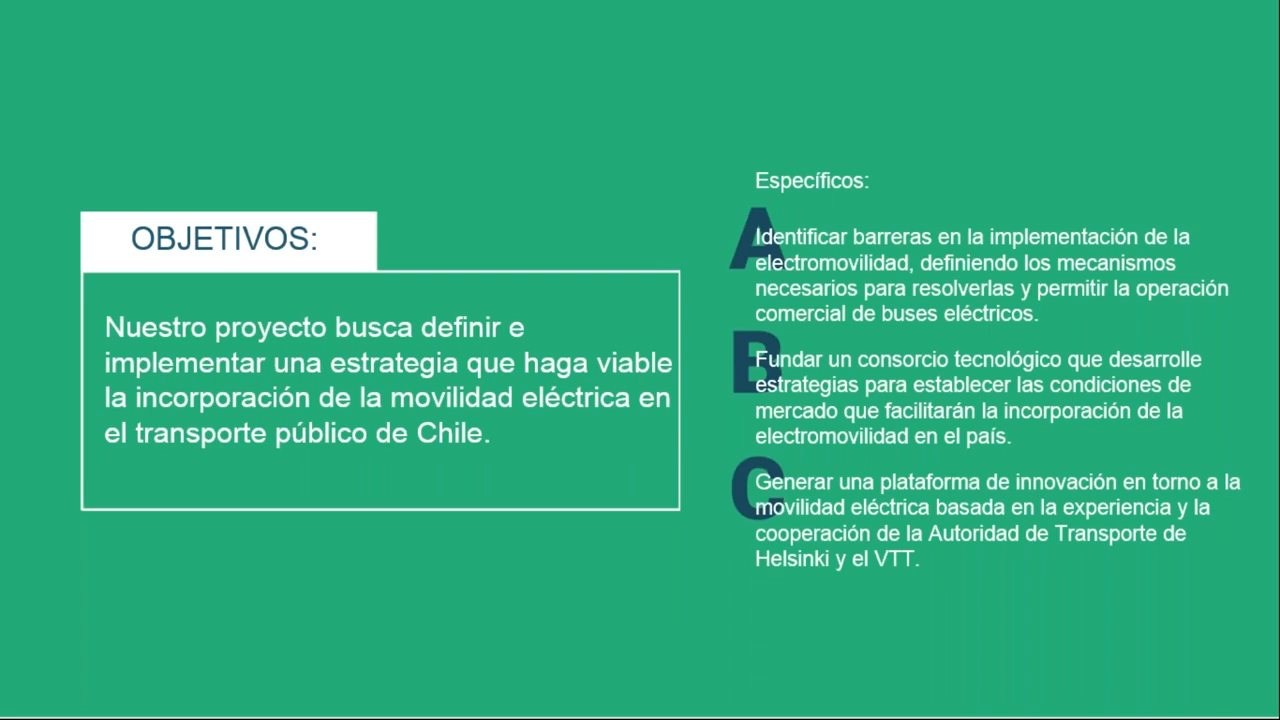 OBJETIVOS:
Nuestro proyecto busca definir e
implementar una estrategia que haga viable
la incorporación de la movilidad eléctrica en
el transporte público de Chile.
Específicos:
A
Identificar barreras en la implementación de la
electromovilidad, definiendo los mecanismos
necesarios para resolverlas y permitir la operación
comercial de buses eléctricos.
B
Fundar un consorcio tecnológico que desarrolle
estrategias para establecer las condiciones de
mercado que facilitarán la incorporación de la
electromovilidad en el país.
C
Generar una plataforma de innovación en torno a la
movilidad eléctrica basada en la experiencia y la
cooperación de la Autoridad de Transporte de
Helsinki y el VTT.